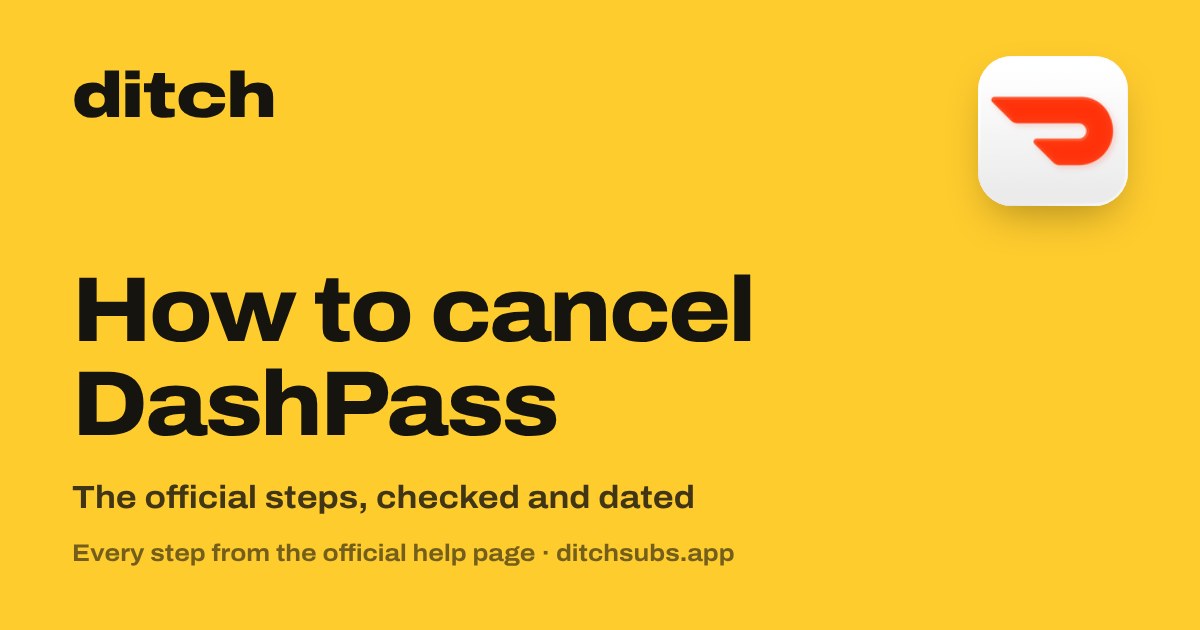 ditch
How to cancel
DashPass
The official steps, checked and dated
Every step from the official help page · ditchsubs.app